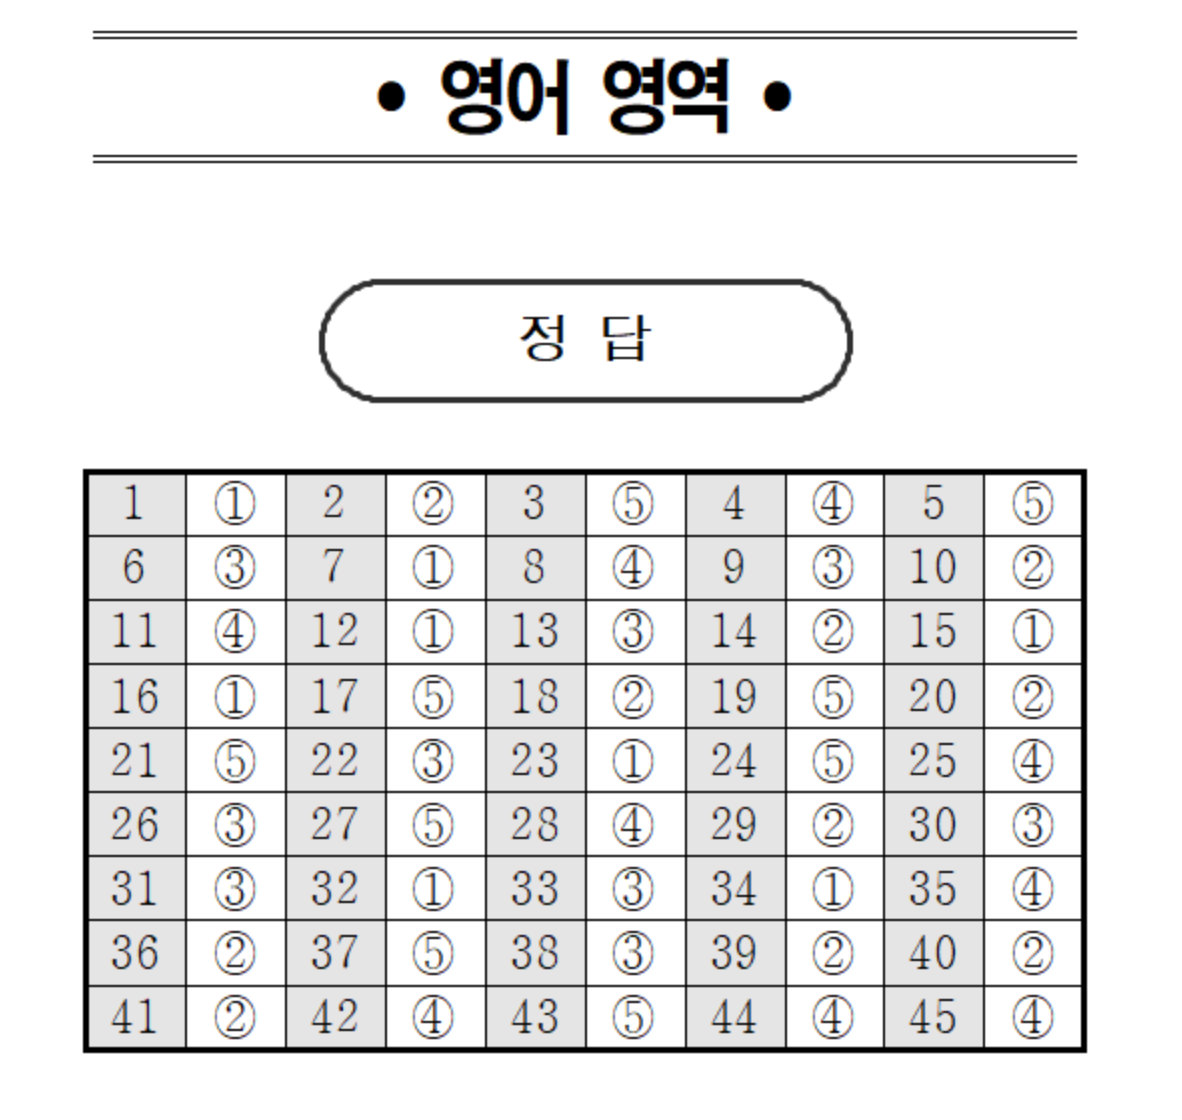 • 영어 영역 •
정 답
1 ① 2 ② 3 ⑤ 4 ④ 5 ⑤
6 ③ 7 ① 8 ④ 9 ③ 10 ②
11 ④ 12 ① 13 ③ 14 ② 15 ①
16 ① 17 ⑤ 18 ② 19 ⑤ 20 ②
21 ⑤ 22 ③ 23 ① 24 ⑤ 25 ④
26 ③ 27 ⑤ 28 ④ 29 ② 30 ③
31 ③ 32 ① 33 ③ 34 ① 35 ④
36 ② 37 ⑤ 38 ③ 39 ② 40 ②
41 ② 42 ④ 43 ⑤ 44 ④ 45 ④